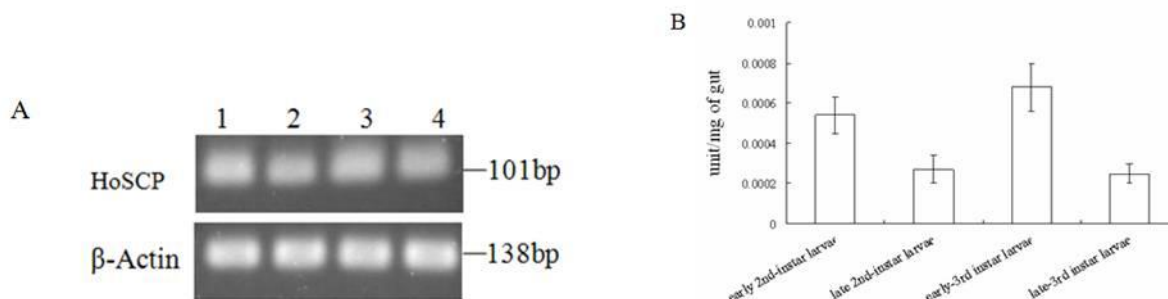 A
1 2 3 4
HoSCP
101bp
β-Actin
138bp
B
unit/mg of gut
0.001
0.0008
0.0006
0.0004
0.0002
0
early 2nd-instar larvae
late 2nd-instar larvae
early-3rd instar larvae
late-3rd instar larvae